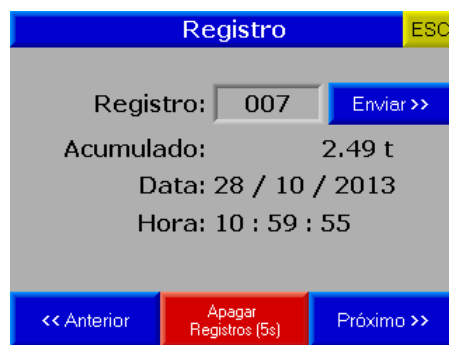 Registro ESC
Registro: 007 Enviar >>
Acumulado: 2.49 t
Data: 28 / 10 / 2013
Hora: 10 : 59 : 55
<< Anterior
Apagar
Registros (5s)
Próximo >>